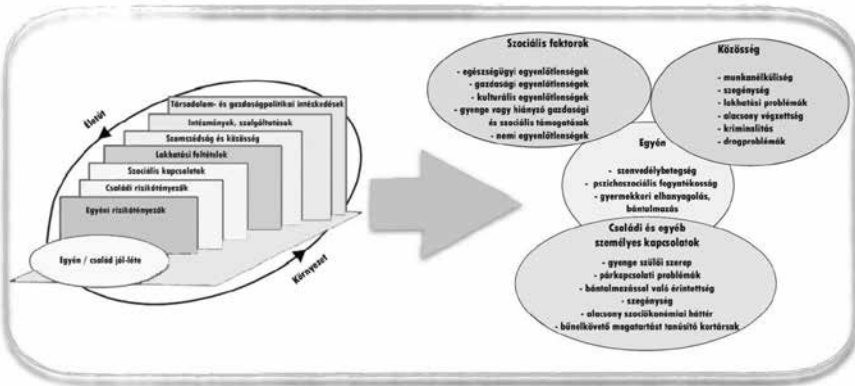 Társadalom- és gazdaságpolitikai intézkedések
Intézmények, szolgáltatások
Szomszédság és közösség
Lakhatási feltételek
Szociális kapcsolatok
Családi rizikótényezők
Egyéni rizikótényezők
Egyén / család jól-léte
Életút
Környezet
Szociális faktorok
- egészségügyi egyenlőtlenségek
- gazdasági egyenlőtlenségek
- kulturális egyenlőtlenségek
- gyenge vagy hiányzó gazdasági
és szociális támogatások
- nemi egyenlőtlenségek
Közösség
- munkanélküliség
- szegénység
- lakhatási problémák
- alacsony végzettség
- kriminalitás
- drogproblémák
Egyén
- szenvedélybetegség
- pszichoszociális fogyatékosság
- gyermekkori elhanyagolás,
bántalmazás
Családi és egyéb
személyes kapcsolatok
- gyenge szülői szerep
- párkapcsolati problémák
- bántalmazással való érintettség
- szegénység
- alacsony szocioökonómiai háttér
- bűnelkövető magatartást tanúsító kortársak